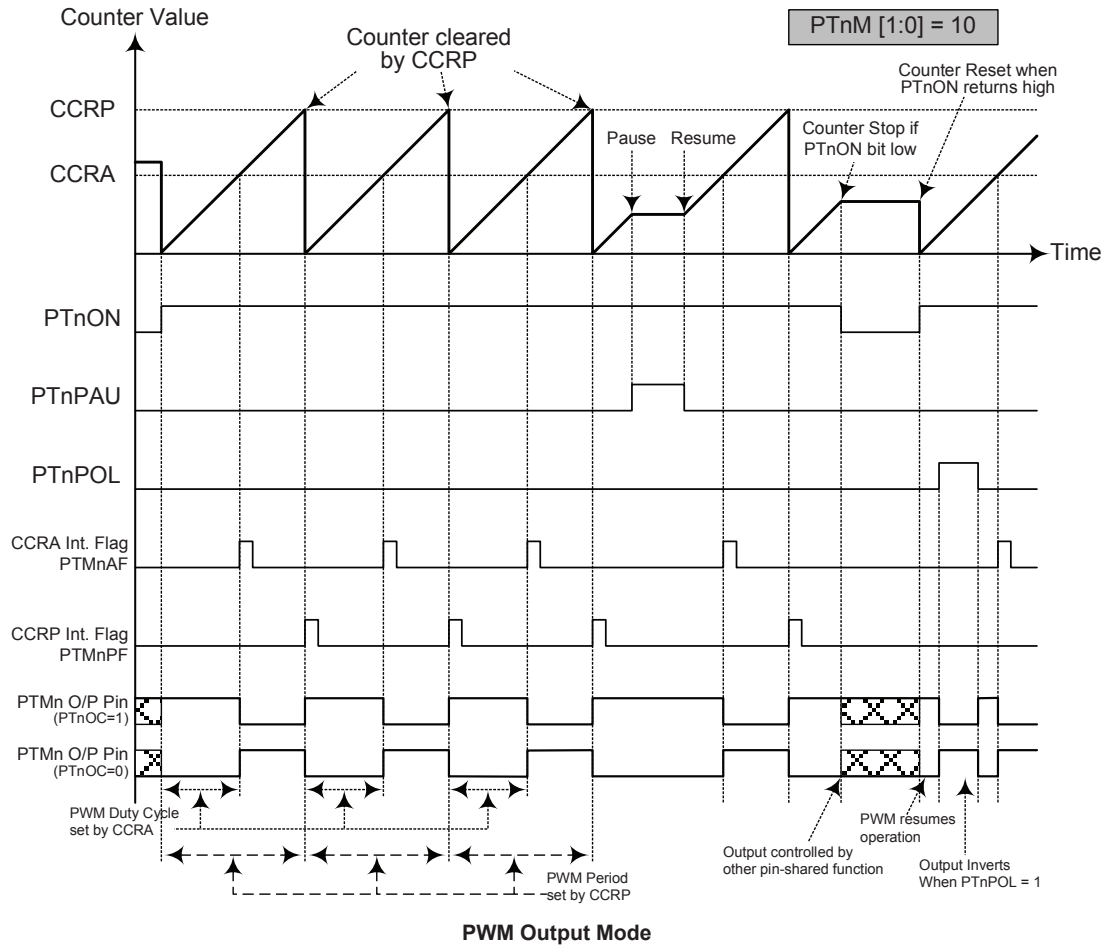 Counter Value
PTnM [1:0] = 10
Counter cleared
by CCRP
Counter Reset when
PTnON returns high
CCRP
Counter Stop if
PTnON bit low
Pause
Resume
CCRA
Time
PTnON
PTnPAU
PTnPOL
CCRA Int. Flag
PTMnAF
CCRP Int. Flag
PTMnPF
PTMn O/P Pin
(PTnOC=1)
PTMn O/P Pin
(PTnOC=0)
PWM Duty Cycle
set by CCRA
PWM resumes
operation
Output controlled by
other pin-shared function
Output Inverts
When PTnPOL = 1
PWM Period
set by CCRP
PWM Output Mode